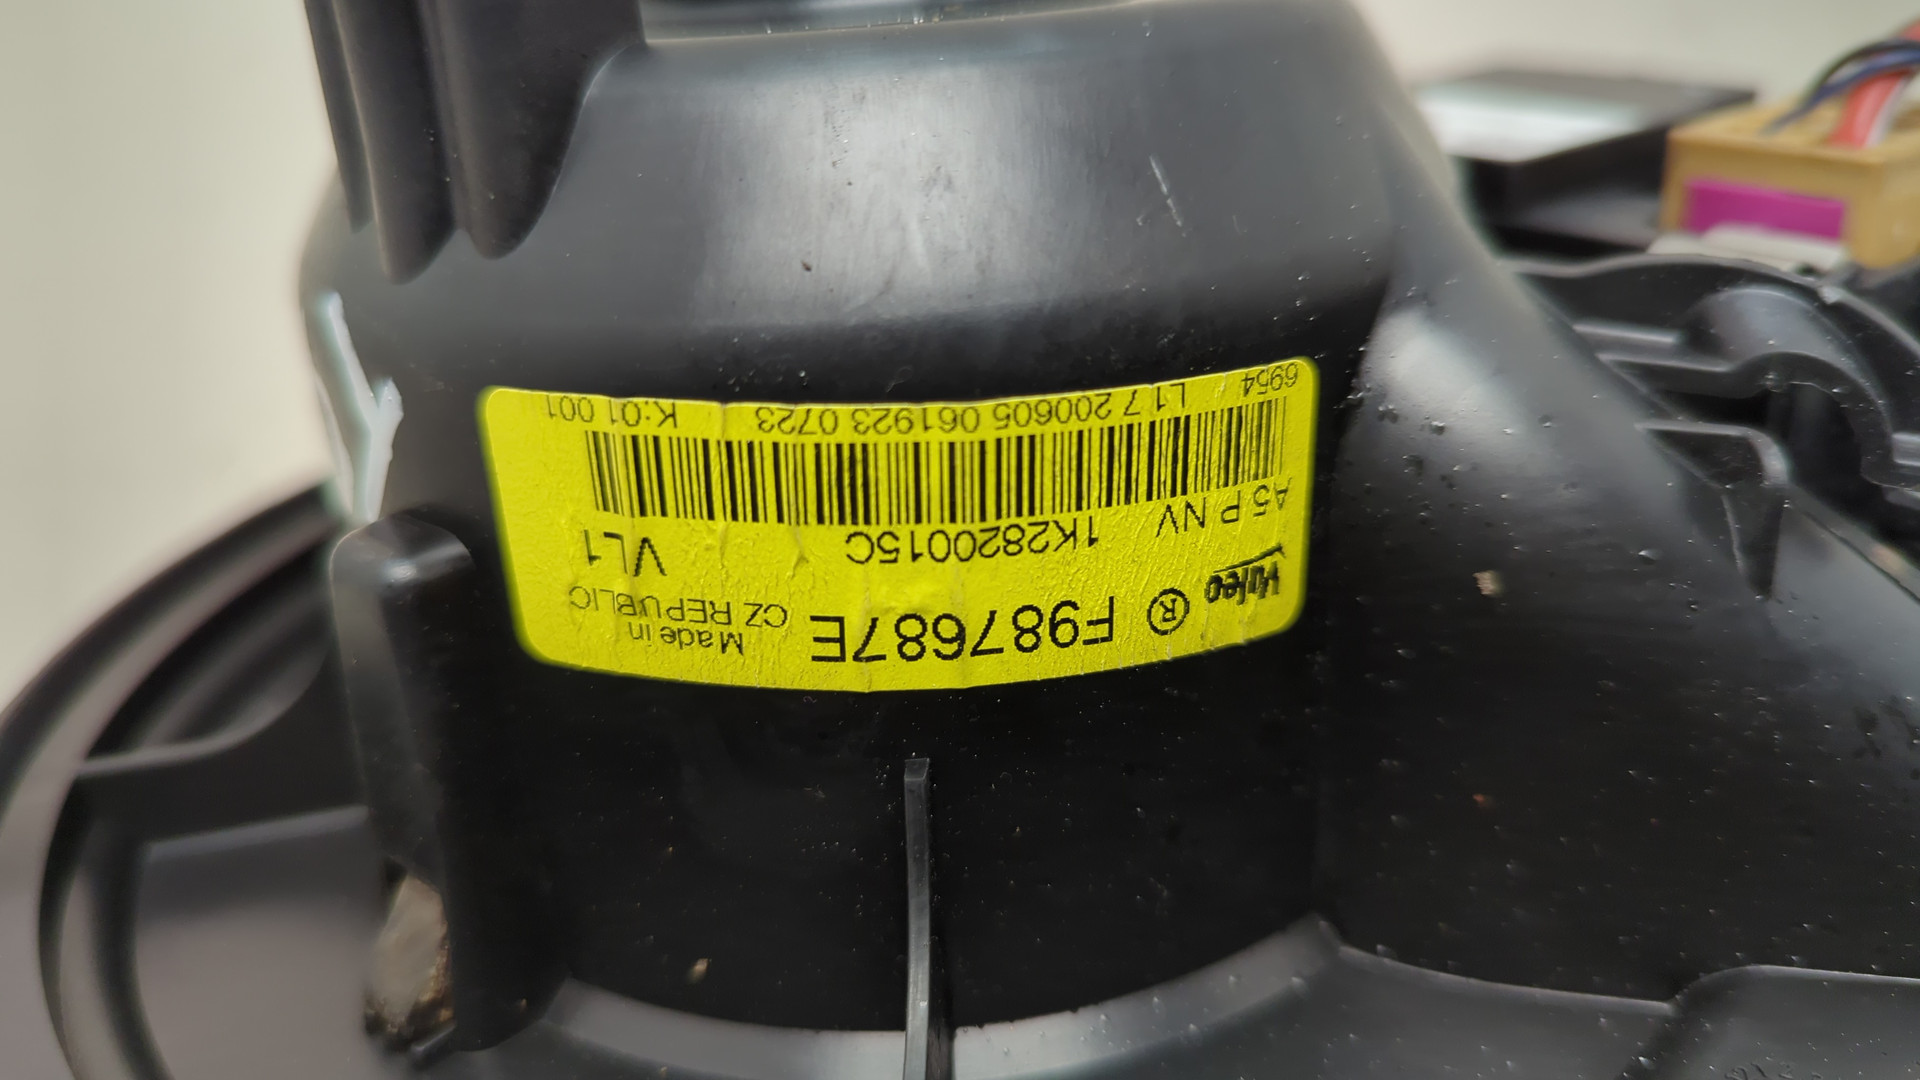 Valeo ® F987687E Made in
CZ REPUBLIC
A5 P NV 1K2820015C VL1
6954 L1 7 200605 061923 0723 K:01 001